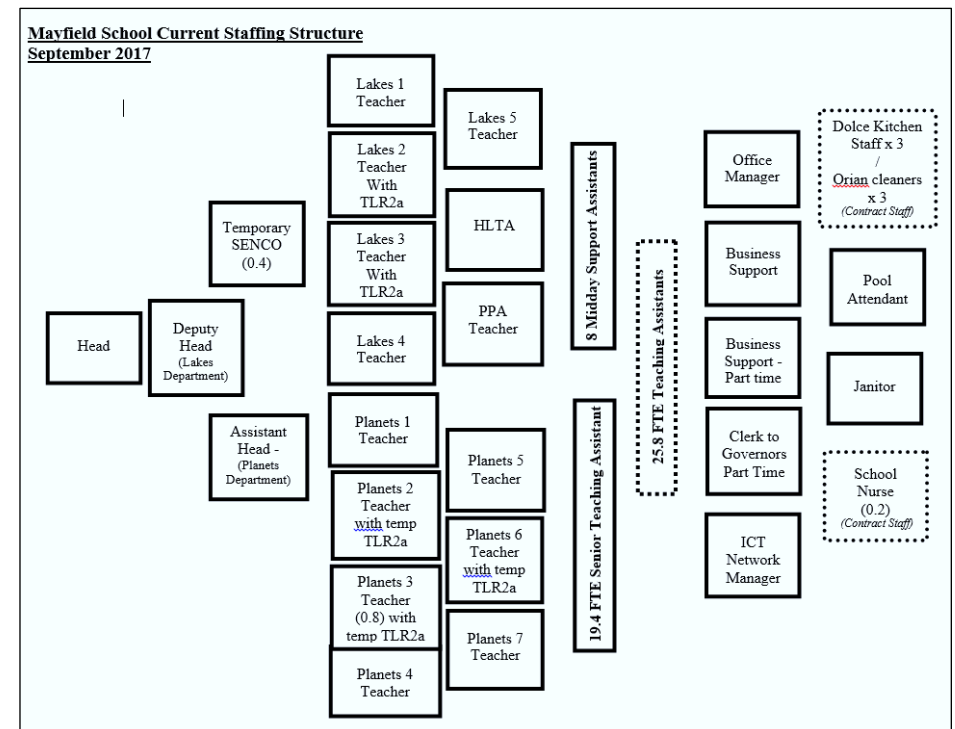 Mayfield School Current Staffing Structure
September 2017
Head
Deputy
Head
(Lakes
Department)
Temporary
SENCO
(0.4)
Assistant
Head -
(Planets
Department)
Lakes 1
Teacher
Lakes 2
Teacher
With
TLR2a
Lakes 3
Teacher
With
TLR2a
Lakes 4
Teacher
Planets 1
Teacher
Planets 2
Teacher
with temp
TLR2a
Planets 3
Teacher
(0.8) with
temp TLR2a
Planets 4
Teacher
Lakes 5
Teacher
HLTA
PPA
Teacher
Planets 5
Teacher
Planets 6
Teacher
with temp
TLR2a
Planets 7
Teacher
8 Midday Support Assistants
19.4 FTE Senior Teaching Assistant
25.8 FTE Teaching Assistants
Office
Manager
Business
Support
Business
Support -
Part time
Clerk to
Governors
Part Time
ICT
Network
Manager
Dolce Kitchen
Staff x 3
/
Orian cleaners
x 3
(Contract Staff)
Pool
Attendant
Janitor
School
Nurse
(0.2)
(Contract Staff)